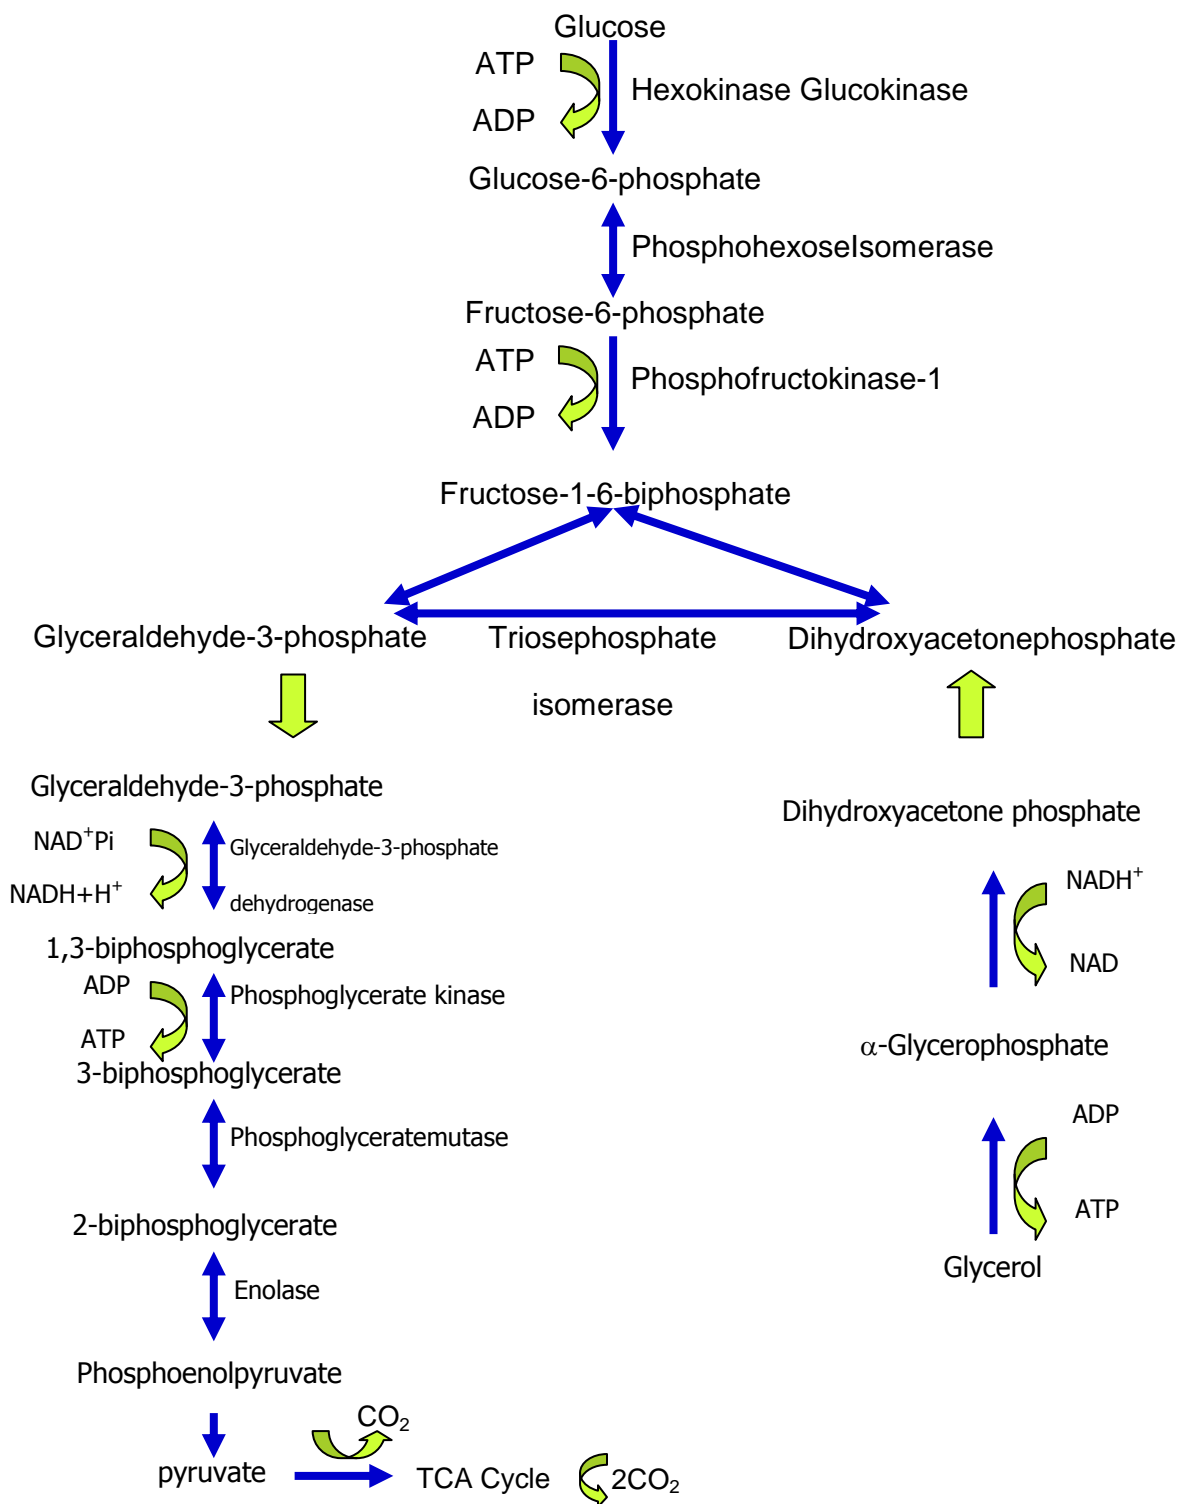 Glucose
ATP
Hexokinase Glucokinase
ADP
Glucose-6-phosphate
PhosphohexoseIsomerase
Fructose-6-phosphate
ATP
Phosphofructokinase-1
ADP
Fructose-1-6-biphosphate
Glyceraldehyde-3-phosphate
Triosephosphate
isomerase
Dihydroxyacetonephosphate
Glyceraldehyde-3-phosphate
NAD⁺Pi
Glyceraldehyde-3-phosphate
NADH+H⁺
dehydrogenase
1,3-biphosphoglycerate
ADP
Phosphoglycerate kinase
ATP
3-biphosphoglycerate
Phosphoglyceratemutase
2-biphosphoglycerate
Enolase
Phosphoenolpyruvate
CO₂
pyruvate
TCA Cycle
2CO₂
Dihydroxyacetone phosphate
NADH⁺
NAD
α-Glycerophosphate
ADP
ATP
Glycerol